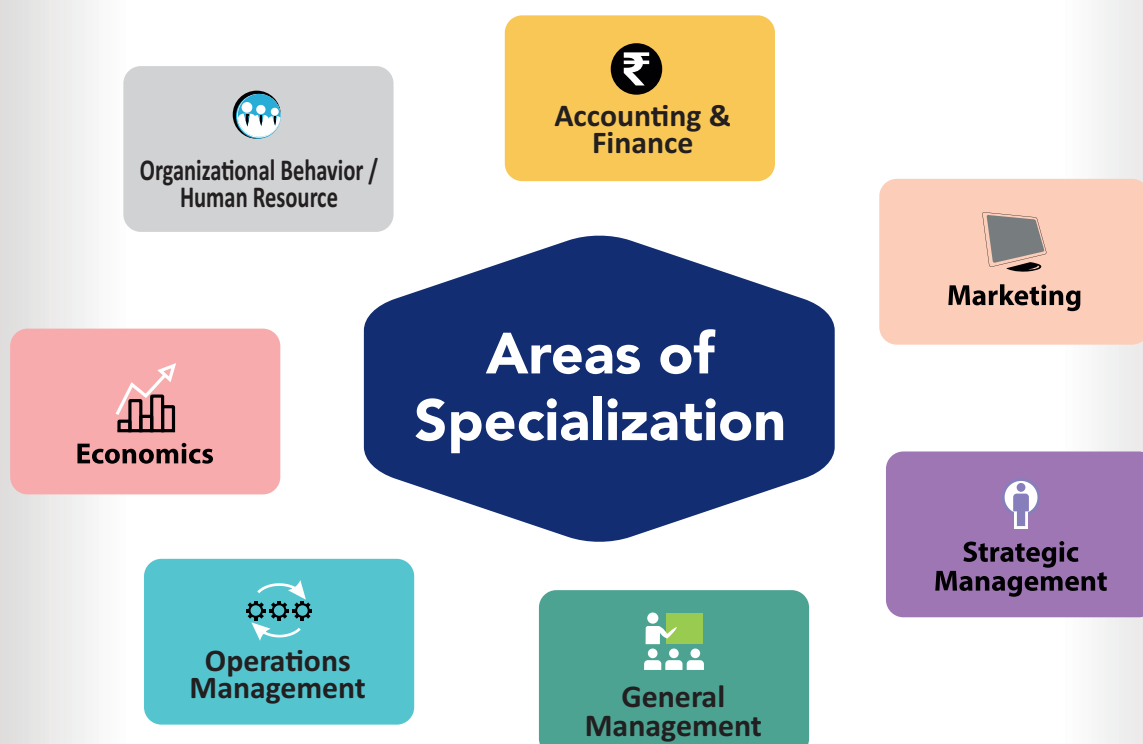 ₹
Accounting &
Finance
Organizational Behavior /
Human Resource
Marketing
Areas of
Specialization
Economics
Strategic
Management
Operations
Management
General
Management